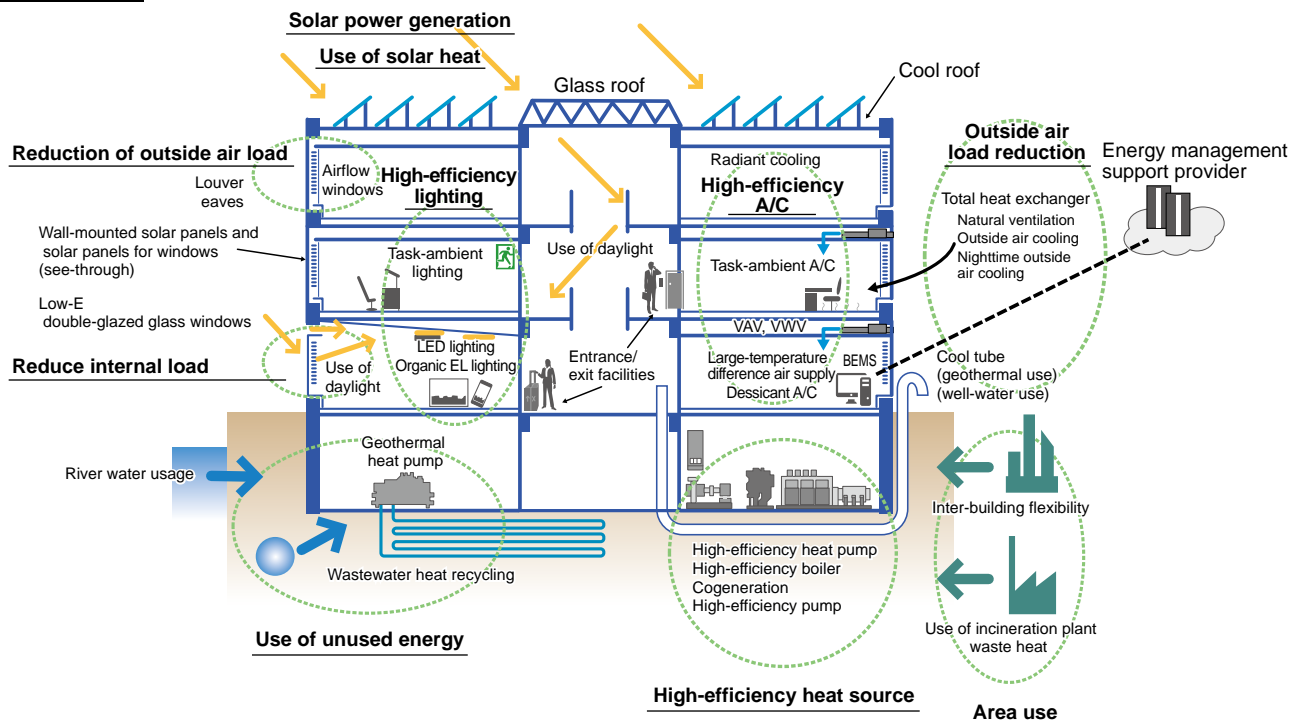 Solar power generation
Use of solar heat
Glass roof
Cool roof
Reduction of outside air load
Louver
eaves
Airflow
windows
High-efficiency
lighting
Radiant cooling
High-efficiency
A/C
Outside air
load reduction
Energy management
support provider
Total heat exchanger
Natural ventilation
Outside air cooling
Nighttime outside
air cooling
Wall-mounted solar panels and
solar panels for windows
(see-through)
Task-ambient
lighting
Use of daylight
Task-ambient A/C
Low-E
double-glazed glass windows
VAV, VWV
LED lighting
Organic EL lighting
Entrance/
exit facilities
Large-temperature
difference air supply
Dessicant A/C
BEMS
Cool tube
(geothermal use)
(well-water use)
Reduce internal load
Use of
daylight
Geothermal
heat pump
River water usage
Inter-building flexibility
Wastewater heat recycling
High-efficiency heat pump
High-efficiency boiler
Cogeneration
High-efficiency pump
Use of incineration plant
waste heat
Use of unused energy
High-efficiency heat source
Area use